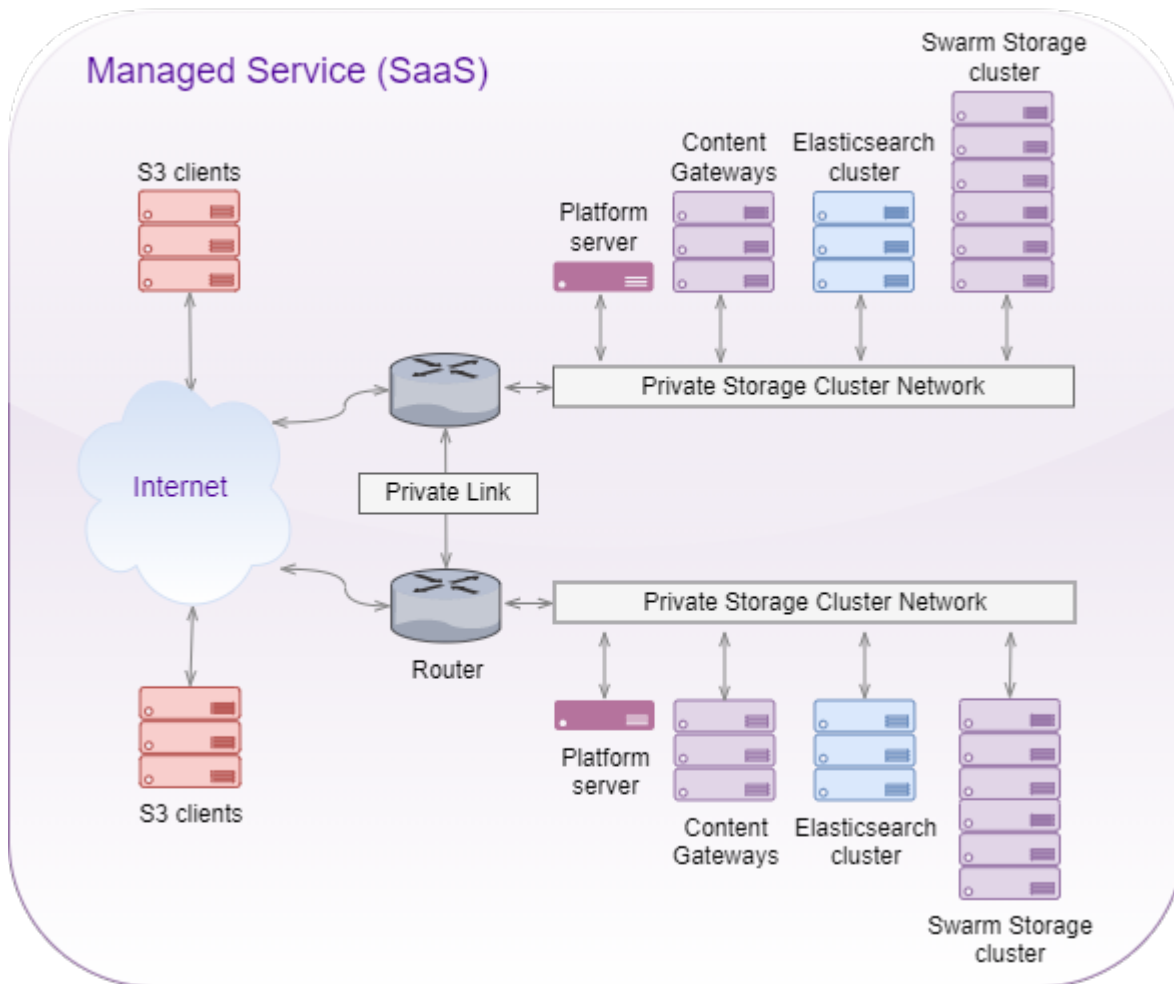 Managed Service (SaaS)
Swarm Storage
cluster
S3 clients
Content
Gateways
Elasticsearch
cluster
Platform
server
Private Storage Cluster Network
Internet
Private Link
Private Storage Cluster Network
Router
S3 clients
Platform
server
Content
Gateways
Elasticsearch
cluster
Swarm Storage
cluster